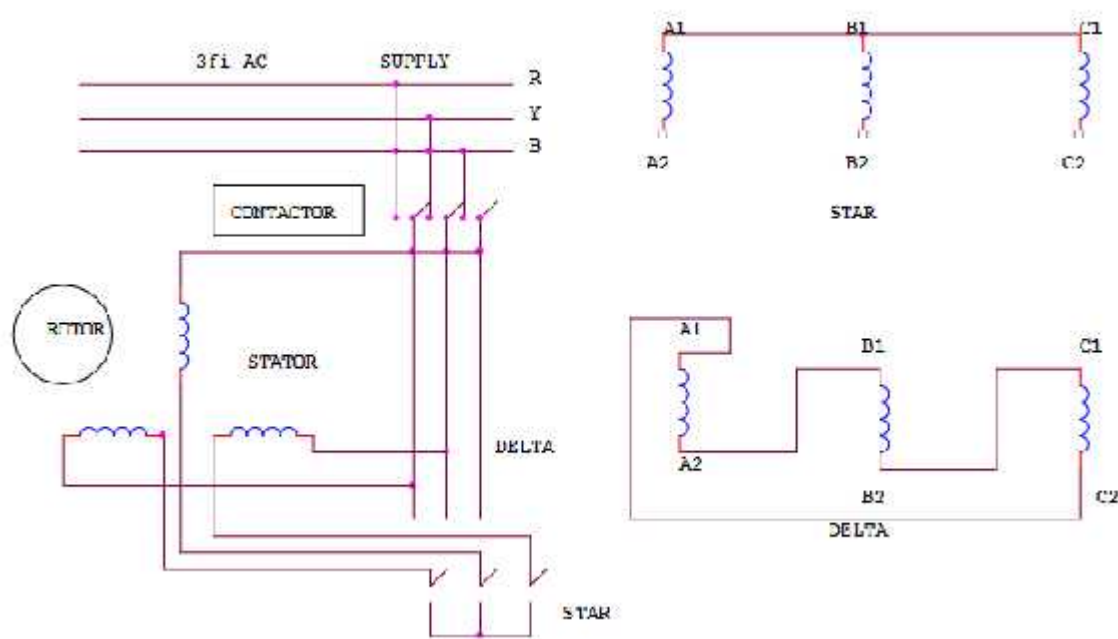 3fi AC SUPPLY
R
Y
B
CONTACTOR
ROTOR
STATOR
DELTA
STAR
A1 B1 C1
A2 B2 C2
STAR
A1 B1 C1
A2
B2 C2
DELTA